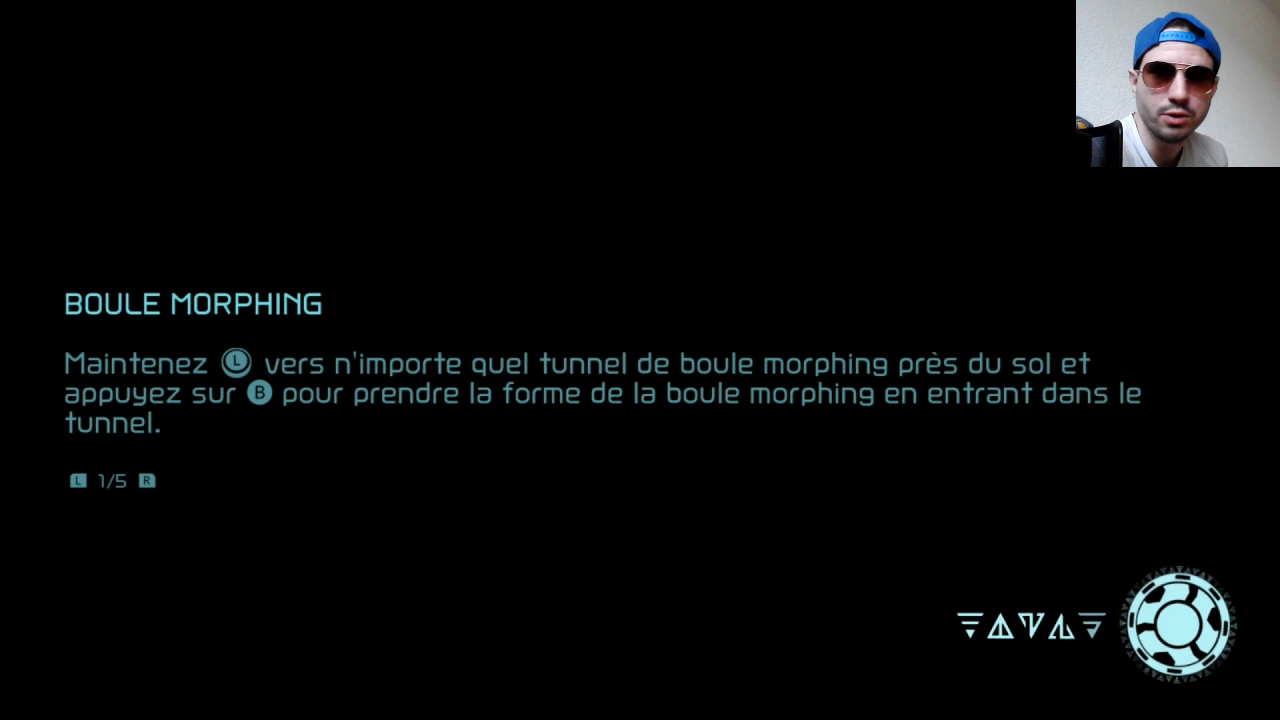 BOULE MORPHING
Maintenez L vers n'importe quel tunnel de boule morphing près du sol et
appuyez sur B pour prendre la forme de la boule morphing en entrant dans le
tunnel.
L 1/5 R